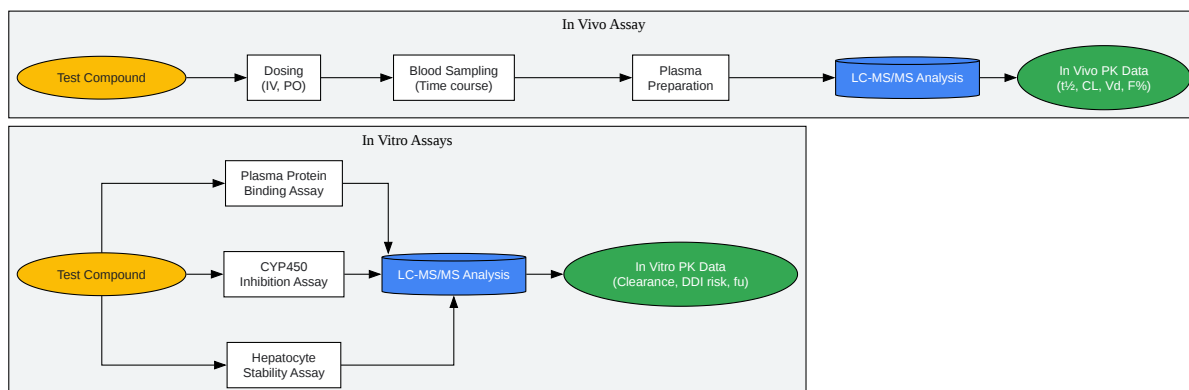 In Vivo Assay
Test Compound
Dosing
(IV, PO)
Blood Sampling
(Time course)
Plasma
Preparation
LC-MS/MS Analysis
In Vivo PK Data
(t½, CL, Vd, F%)
In Vitro Assays
Plasma Protein
Binding Assay
Test Compound
CYP450
Inhibition Assay
LC-MS/MS Analysis
In Vitro PK Data
(Clearance, DDI risk, fu)
Hepatocyte
Stability Assay